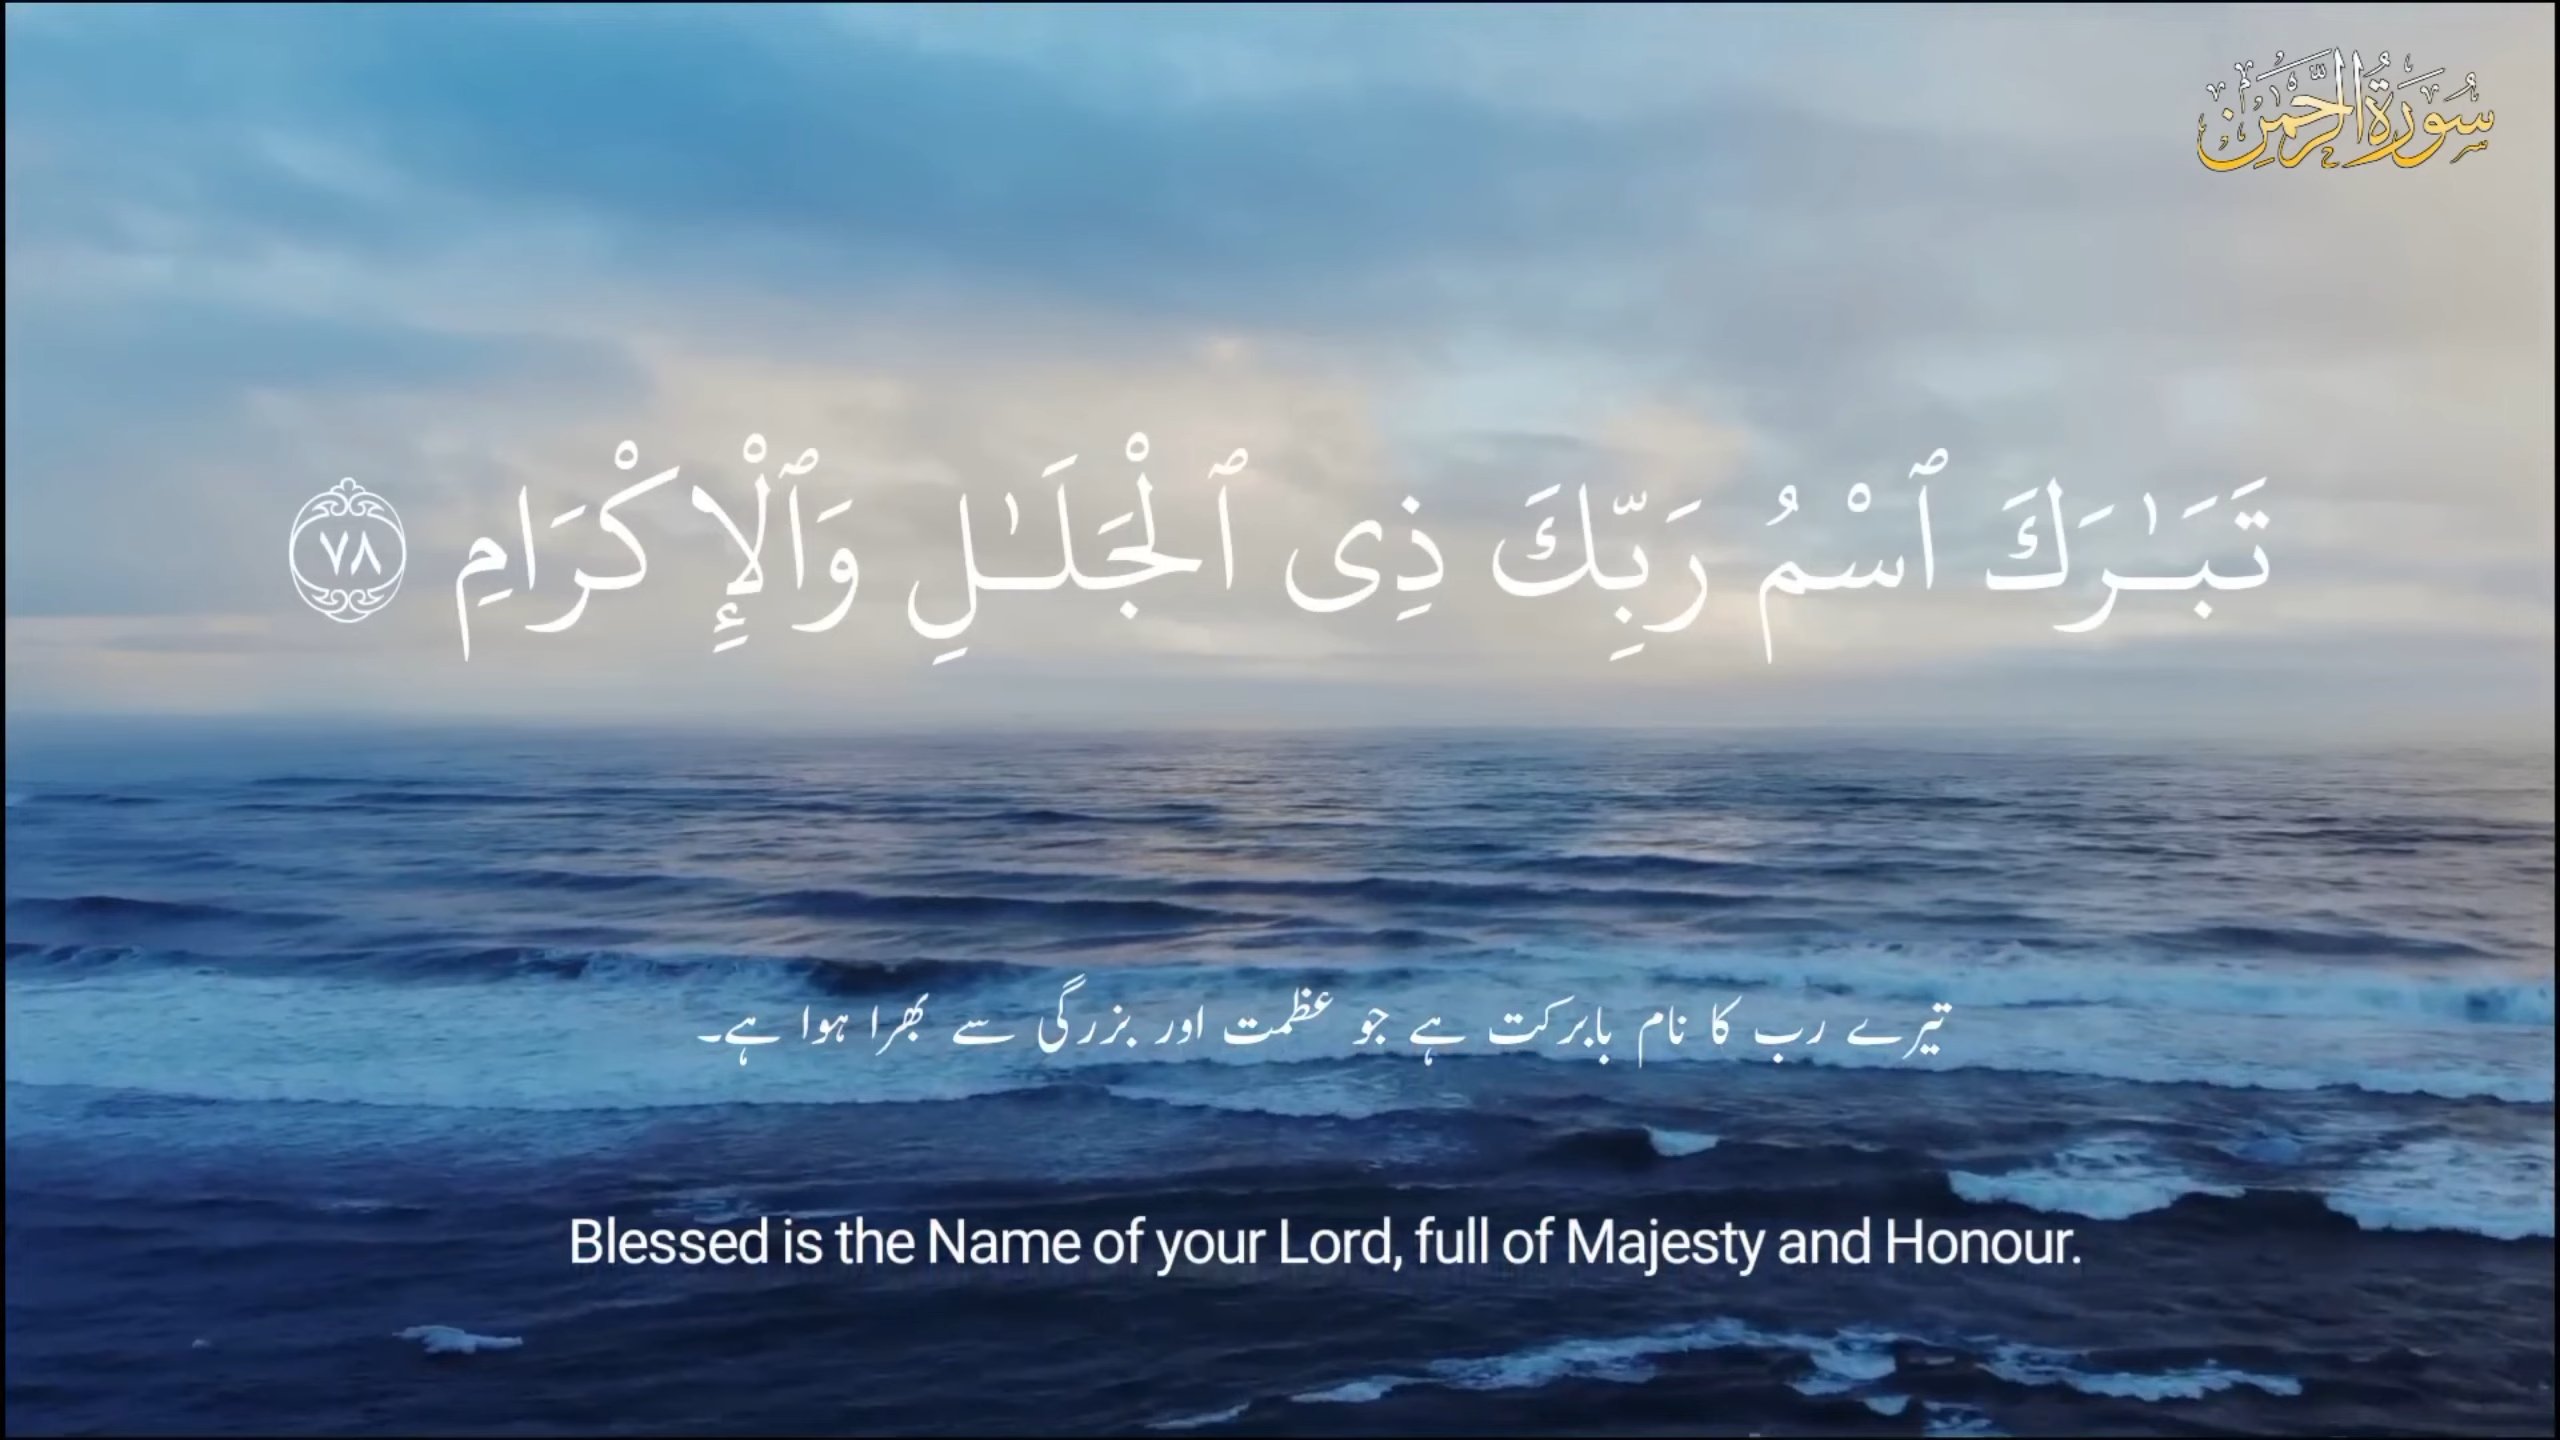 سُورَةُ الرَّحْمَٰن
تَبَـٰرَكَ ٱسْمُ رَبِّكَ ذِى ٱلْجَلَـٰلِ وَٱلْإِكْرَامِ ٧٨
تیرے رب کا نام بابرکت ہے جو عظمت اور بزرگی سے بھرا ہوا ہے۔
Blessed is the Name of your Lord, full of Majesty and Honour.